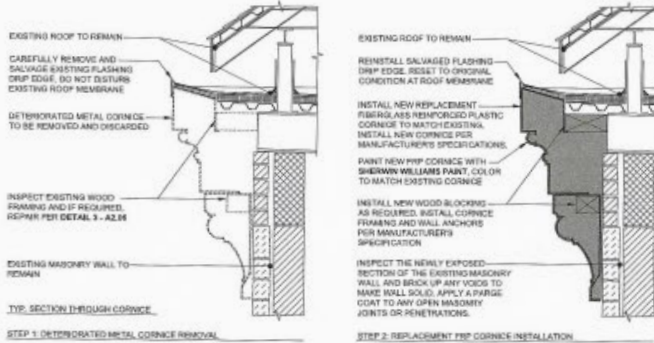 EXISTING ROOF TO REMAIN
CAREFULLY REMOVE AND
SALVAGE EXISTING FLASHING
DRIP EDGE, DO NOT DISTURB
EXISTING ROOF MEMBRANE
DETERIORATED METAL CORNICE
TO BE REMOVED AND DISCARDED
INSPECT EXISTING WOOD
FRAMING AND IF REQUIRED,
REPAIR PER DETAIL 3 - A2.06
EXISTING MASONRY WALL TO
REMAIN
TYP. SECTION THROUGH CORNICE
STEP 1: DETERIORATED METAL CORNICE REMOVAL
EXISTING ROOF TO REMAIN
REINSTALL SALVAGED FLASHING
DRIP EDGE. RESET TO ORIGINAL
CONDITION AT ROOF MEMBRANE
INSTALL NEW REPLACEMENT
FIBERGLASS REINFORCED PLASTIC
CORNICE TO MATCH EXISTING,
INSTALL NEW CORNICE PER
MANUFACTURER'S SPECIFICATIONS.
PAINT NEW FRP CORNICE WITH
SHERWIN WILLIAMS PAINT, COLOR
TO MATCH EXISTING CORNICE
INSTALL NEW WOOD BLOCKING
AS REQUIRED, INSTALL CORNICE
FRAMING AND WALL ANCHORS
PER MANUFACTURER'S
SPECIFICATION
INSPECT THE NEWLY EXPOSED
SECTION OF THE EXISTING MASONRY
WALL AND BRICK UP ANY VOIDS TO
MAKE WALL SOLID. APPLY A PARGE
COAT TO ANY OPEN MASONRY
JOINTS OR PENETRATIONS.
STEP 2: REPLACEMENT FRP CORNICE INSTALLATION